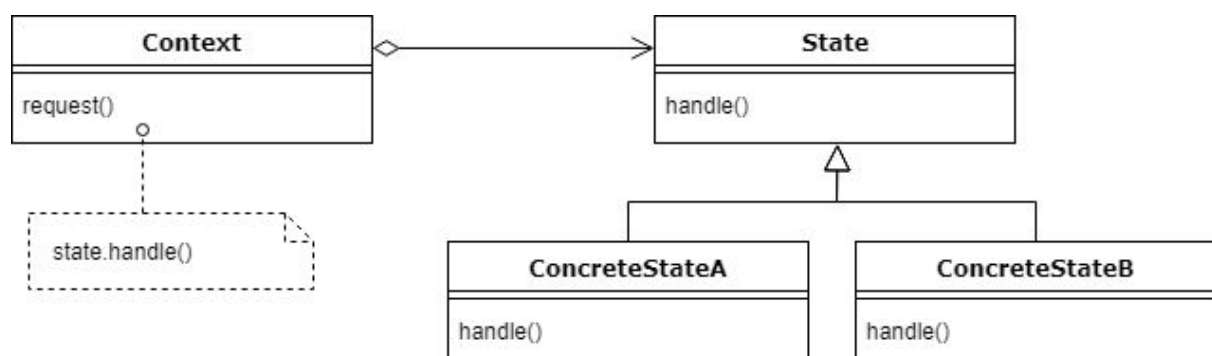 Context
State
request()
handle()
state.handle()
ConcreteStateA
ConcreteStateB
handle()
handle()